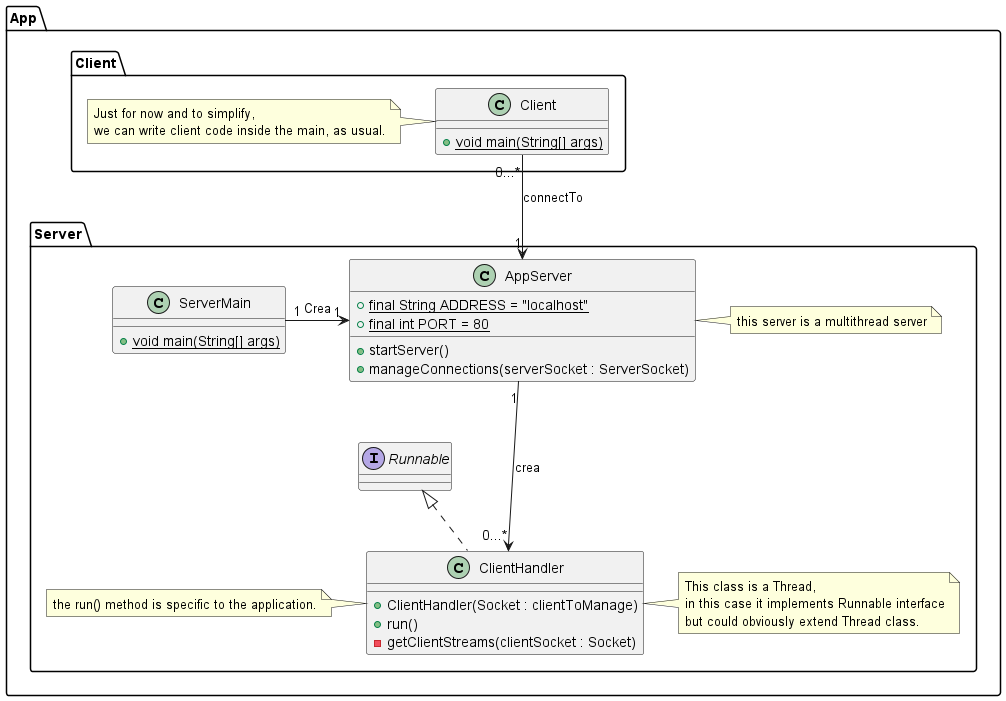 App
Client
Just for now and to simplify,
we can write client code inside the main, as usual.
C Client
void main(String[] args)
0...*
connectTo
1
Server
C AppServer
final String ADDRESS = "localhost"
final int PORT = 80
startServer()
manageConnections(serverSocket : ServerSocket)
C ServerMain
void main(String[] args)
1 Crea 1
this server is a multithread server
1
crea
0...*
I Runnable
C ClientHandler
ClientHandler(Socket : clientToManage)
run()
getClientStreams(clientSocket : Socket)
the run() method is specific to the application.
This class is a Thread,
in this case it implements Runnable interface
but could obviously extend Thread class.